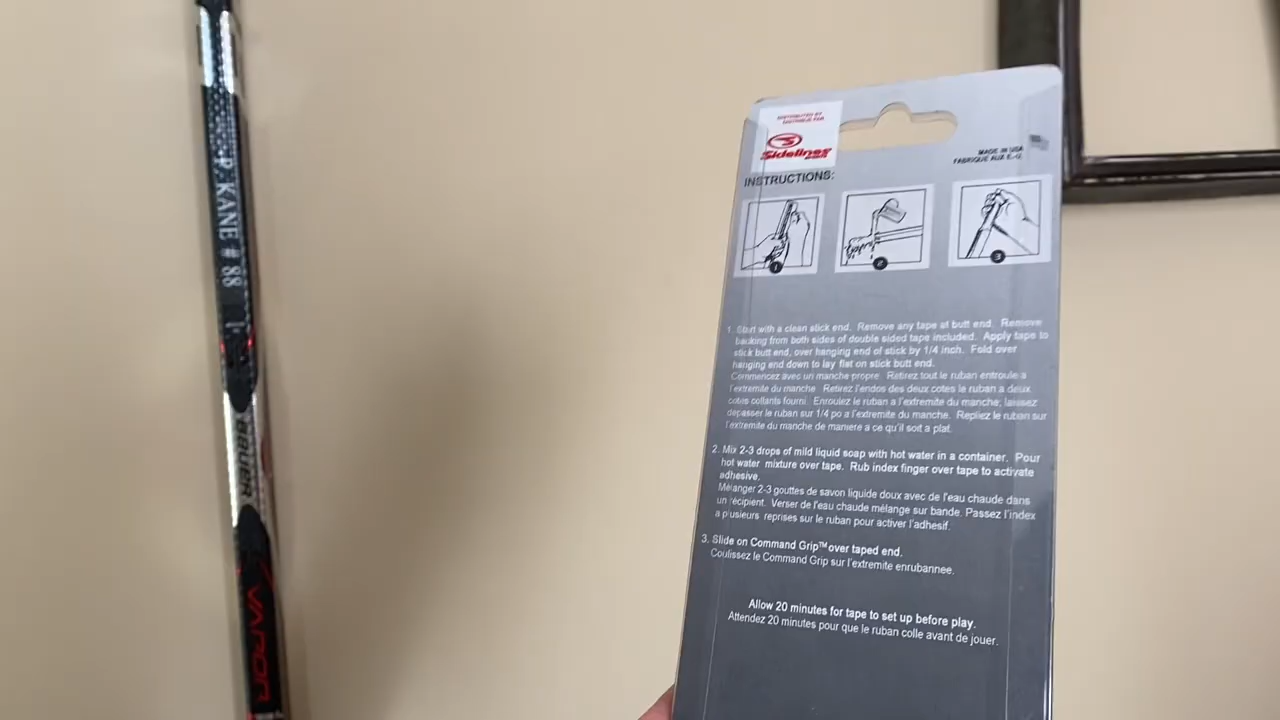 P. KANE # 88
BAUER
VAPOR
DISTRIBUTED BY
DISTRIBUE PAR
Sidelines
MADE IN USA
FABRIQUE AUX E.-U.
INSTRUCTIONS:
1
2
3
1. Start with a clean stick end. Remove any tape at butt end. Remove
backing from both sides of double sided tape included. Apply tape to
stick butt end, over hanging end of stick by 1/4 inch. Fold over
hanging end down to lay flat on stick butt end.
Commencez avec un manche propre. Retirez tout le ruban entroule a
l'extremite du manche. Retirez l'endos des deux cotes le ruban a deux
cotes collants fourni. Enroulez le ruban a l'extremite du manche, laissez
depasser le ruban sur 1/4 po a l'extremite du manche. Repliez le ruban sur
l'extremite du manche de maniere a ce qu'il soit a plat.
2. Mix 2-3 drops of mild liquid soap with hot water in a container. Pour
hot water mixture over tape. Rub index finger over tape to activate
adhesive.
Mélanger 2-3 gouttes de savon liquide doux avec de l'eau chaude dans
un récipient. Verser de l'eau chaude mélange sur bande. Passez l'index
a plusieurs reprises sur le ruban pour activer l'adhesif.
3. Slide on Command Grip™ over taped end.
Coulissez le Command Grip sur l'extremite enrubannee.
Allow 20 minutes for tape to set up before play.
Attendez 20 minutes pour que le ruban colle avant de jouer.